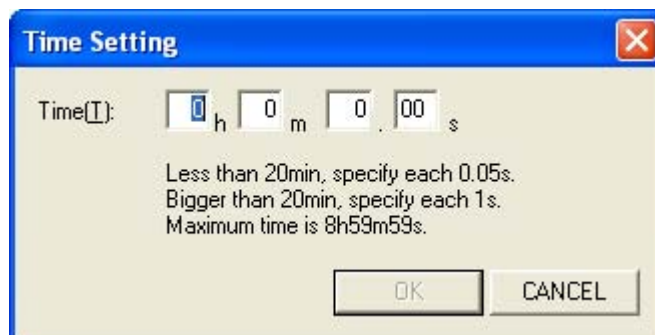 Time Setting
Time(T): 0 h 0 m 0 . 00 s
Less than 20min, specify each 0.05s.
Bigger than 20min, specify each 1s.
Maximum time is 8h59m59s.
OK CANCEL